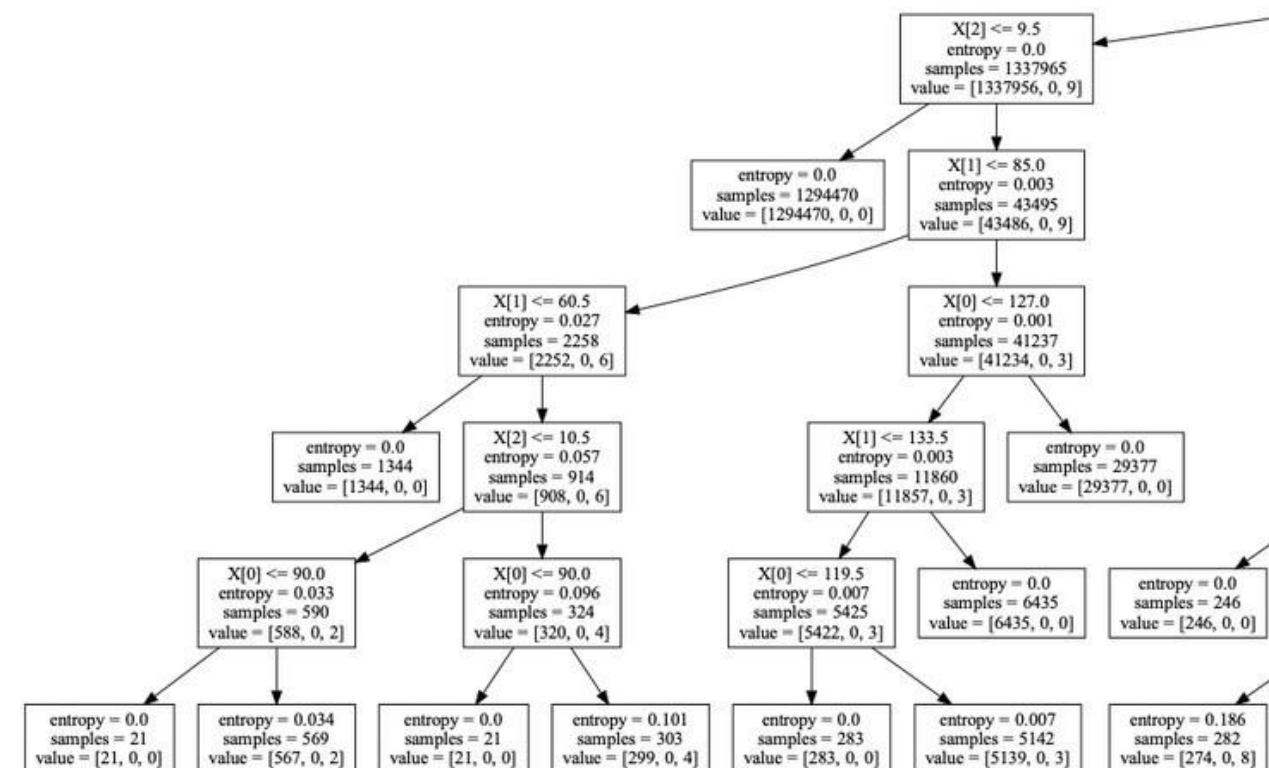 X[2] <= 9.5
entropy = 0.0
samples = 1337965
value = [1337956, 0, 9]
entropy = 0.0
samples = 1294470
value = [1294470, 0, 0]
X[1] <= 85.0
entropy = 0.003
samples = 43495
value = [43486, 0, 9]
X[1] <= 60.5
entropy = 0.027
samples = 2258
value = [2252, 0, 6]
X[0] <= 127.0
entropy = 0.001
samples = 41237
value = [41234, 0, 3]
entropy = 0.0
samples = 1344
value = [1344, 0, 0]
X[2] <= 10.5
entropy = 0.057
samples = 914
value = [908, 0, 6]
X[1] <= 133.5
entropy = 0.003
samples = 11860
value = [11857, 0, 3]
entropy = 0.0
samples = 29377
value = [29377, 0, 0]
X[0] <= 90.0
entropy = 0.033
samples = 590
value = [588, 0, 2]
X[0] <= 90.0
entropy = 0.096
samples = 324
value = [320, 0, 4]
X[0] <= 119.5
entropy = 0.007
samples = 5425
value = [5422, 0, 3]
entropy = 0.0
samples = 6435
value = [6435, 0, 0]
entropy = 0.0
samples = 246
value = [246, 0, 0]
entropy = 0.0
samples = 21
value = [21, 0, 0]
entropy = 0.034
samples = 569
value = [567, 0, 2]
entropy = 0.0
samples = 21
value = [21, 0, 0]
entropy = 0.101
samples = 303
value = [299, 0, 4]
entropy = 0.0
samples = 283
value = [283, 0, 0]
entropy = 0.007
samples = 5142
value = [5139, 0, 3]
entropy = 0.186
samples = 282
value = [274, 0, 8]